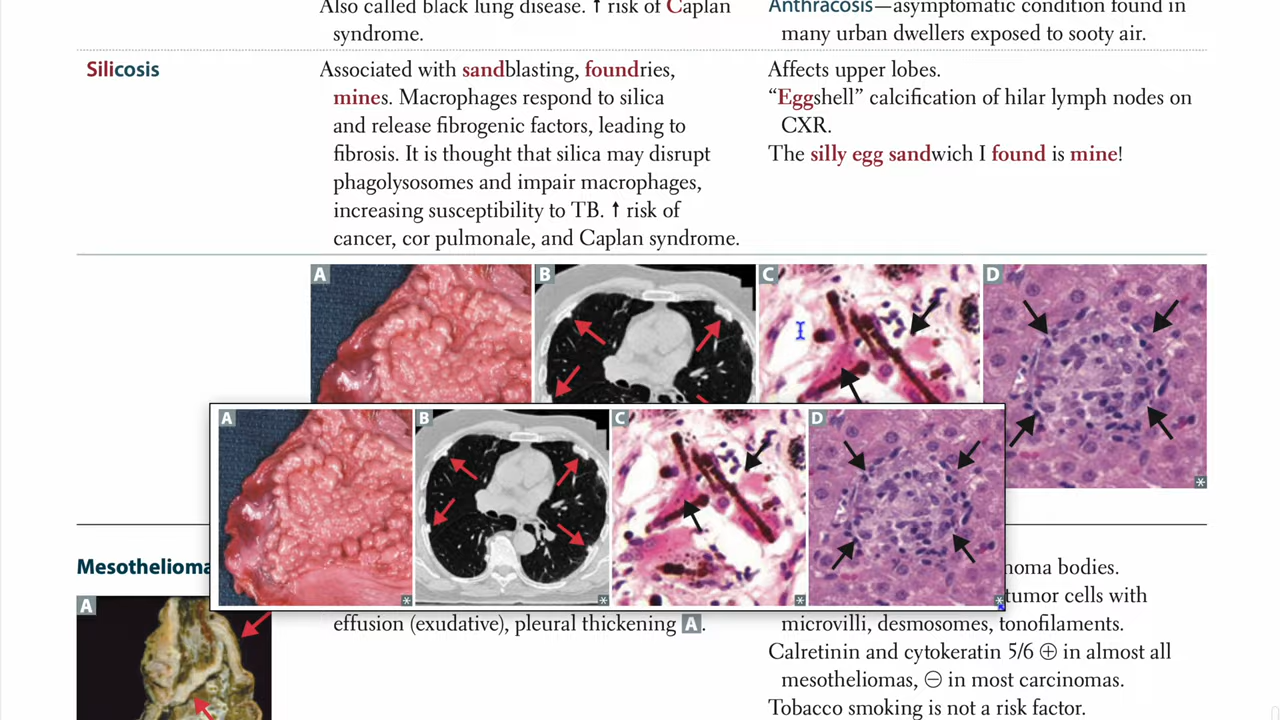 Also called black lung disease. ↑ risk of Caplan
syndrome.
Anthracosis—asymptomatic condition found in
many urban dwellers exposed to sooty air.
Silicosis
Associated with sandblasting, foundries,
mines. Macrophages respond to silica
and release fibrogenic factors, leading to
fibrosis. It is thought that silica may disrupt
phagolysosomes and impair macrophages,
increasing susceptibility to TB. ↑ risk of
cancer, cor pulmonale, and Caplan syndrome.
Affects upper lobes.
“Eggshell” calcification of hilar lymph nodes on
CXR.
The silly egg sandwich I found is mine!
A B C D
A B C D
Mesothelioma
A
effusion (exudative), pleural thickening A.
bodies.
tumor cells with
microvilli, desmosomes, tonofilaments.
Calretinin and cytokeratin 5/6 ⊕ in almost all
mesotheliomas, ⊖ in most carcinomas.
Tobacco smoking is not a risk factor.